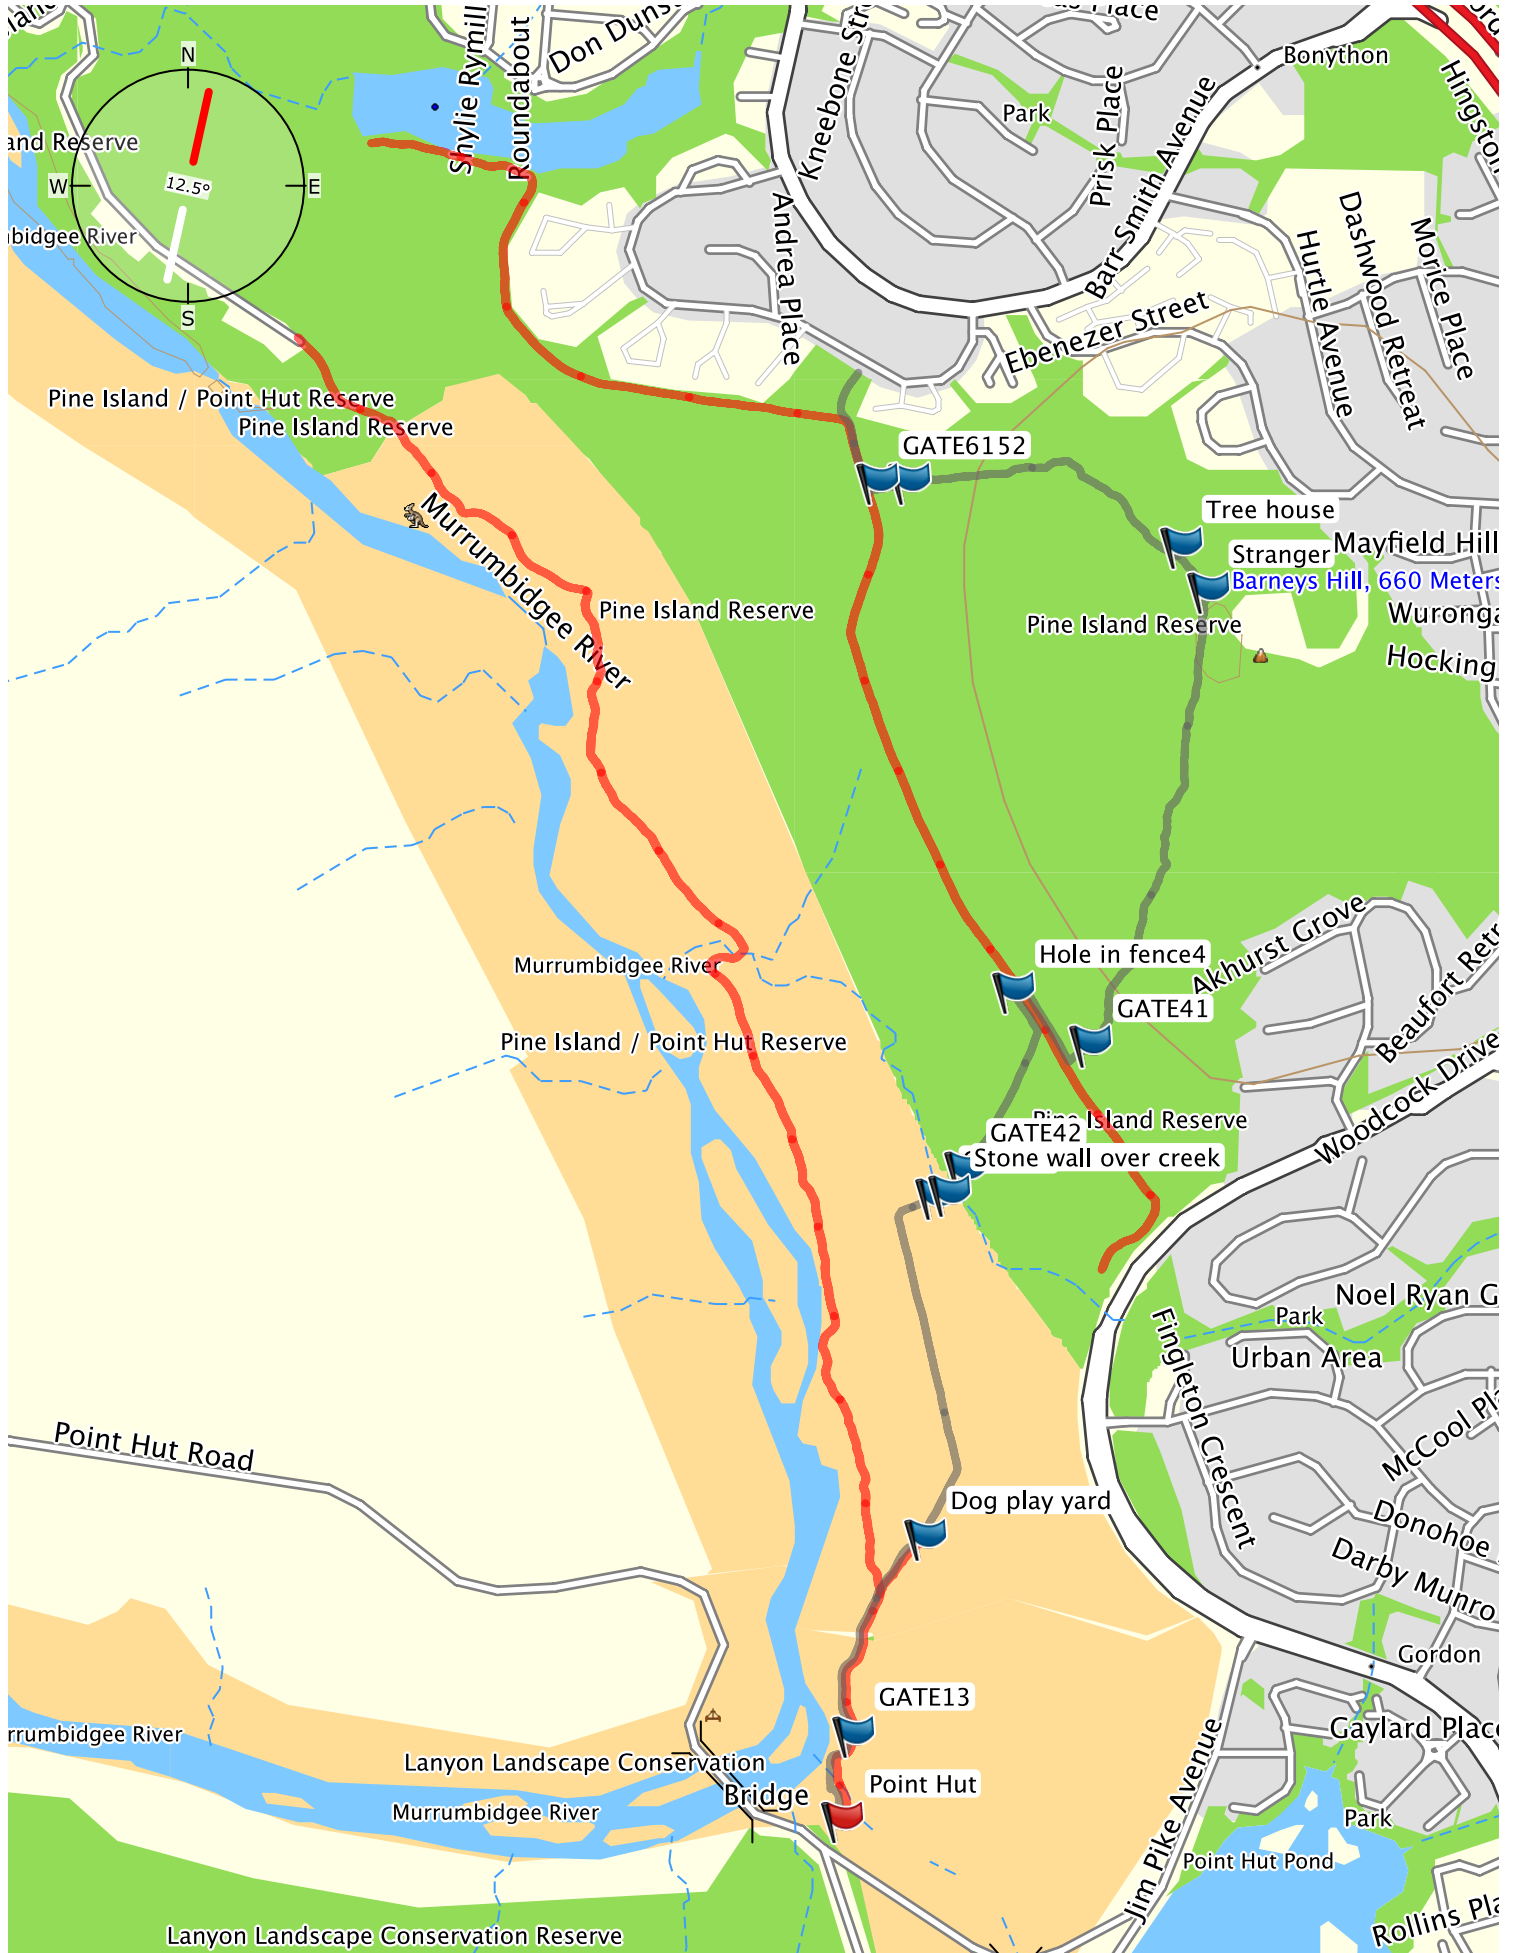 Don Duns
Shylie Rymill
Roundabout
Kneebone Str
as Place
Bonython
Hingston
N
W
E
S
12.5°
and Reserve
bidgee River
Park
Prisk Place
Barr-Smith Avenue
Andrea Place
Ebenezer Street
Hurtle Avenue
Dashwood Retreat
Morice Place
Pine Island / Point Hut Reserve
Pine Island Reserve
GATE6152
Murrumbidgee River
Tree house
Mayfield Hill
Stranger
Barneys Hill, 660 Meters
Wuronga
Pine Island Reserve
Pine Island Reserve
Hocking
Akhurst Grove
Beaufort Retr
Hole in fence4
Murrumbidgee River
GATE41
Pine Island / Point Hut Reserve
Woodcock Drive
Pine Island Reserve
GATE42
Stone wall over creek
Noel Ryan G
Park
Urban Area
Fingleton Crescent
McCool Pla
Point Hut Road
Dog play yard
Donohoe
Darby Munro
Gordon
GATE13
Gaylard Place
Jim Pike Avenue
rrumbidgee River
Lanyon Landscape Conservation
Point Hut
Bridge
Murrumbidgee River
Park
Point Hut Pond
Rollins Pla
Lanyon Landscape Conservation Reserve